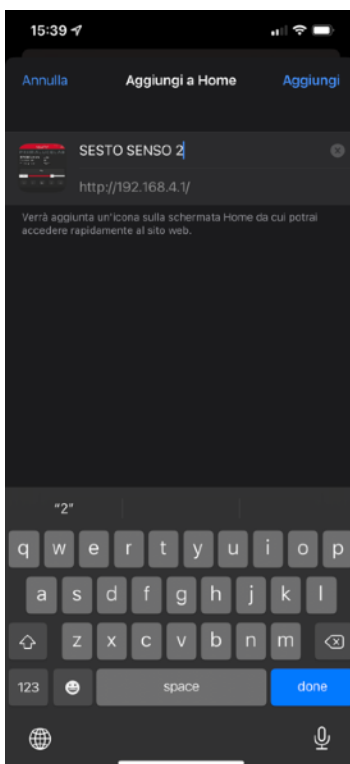 15:39
Annulla Aggiungi a Home Aggiungi
SESTO SENSO 2
http://192.168.4.1/
Verrà aggiunta un'icona sulla schermata Home da cui potrai
accedere rapidamente al sito web.
"2"
q w e r t y u i o p
a s d f g h j k l
z x c v b n m
123 space done